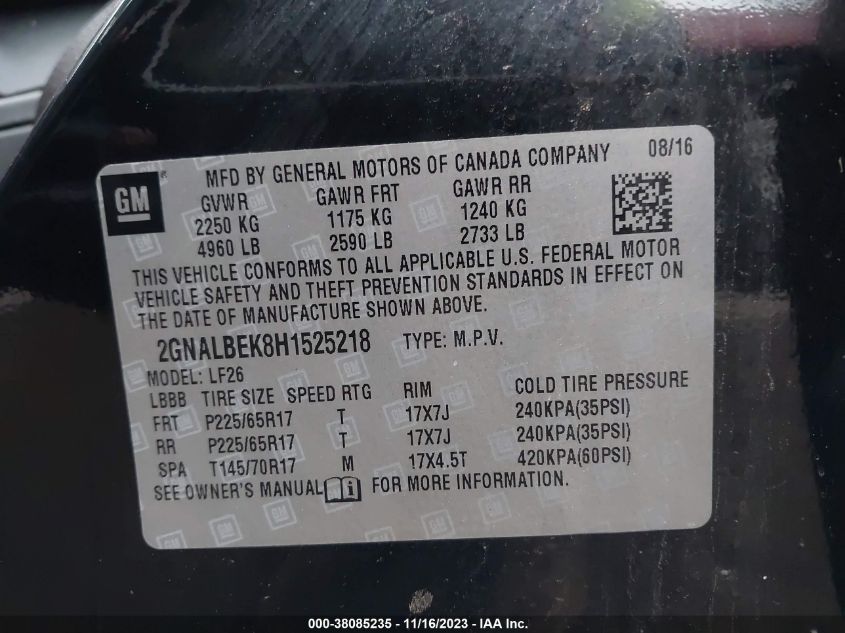 GM ® MFD BY GENERAL MOTORS OF CANADA COMPANY 08/16
GVWR GAWR FRT GAWR RR
2250 KG 1175 KG 1240 KG
4960 LB 2590 LB 2733 LB
THIS VEHICLE CONFORMS TO ALL APPLICABLE U.S. FEDERAL MOTOR
VEHICLE SAFETY AND THEFT PREVENTION STANDARDS IN EFFECT ON
THE DATE OF MANUFACTURE SHOWN ABOVE.
2GNALBEK8H1525218 TYPE: M.P.V.
MODEL: LF26
LBBB TIRE SIZE SPEED RTG RIM COLD TIRE PRESSURE
FRT P225/65R17 T 17X7J 240KPA(35PSI)
RR P225/65R17 T 17X7J 240KPA(35PSI)
SPA T145/70R17 M 17X4.5T 420KPA(60PSI)
SEE OWNER'S MANUAL FOR MORE INFORMATION.
000-38085235 - 11/16/2023 - IAA Inc.